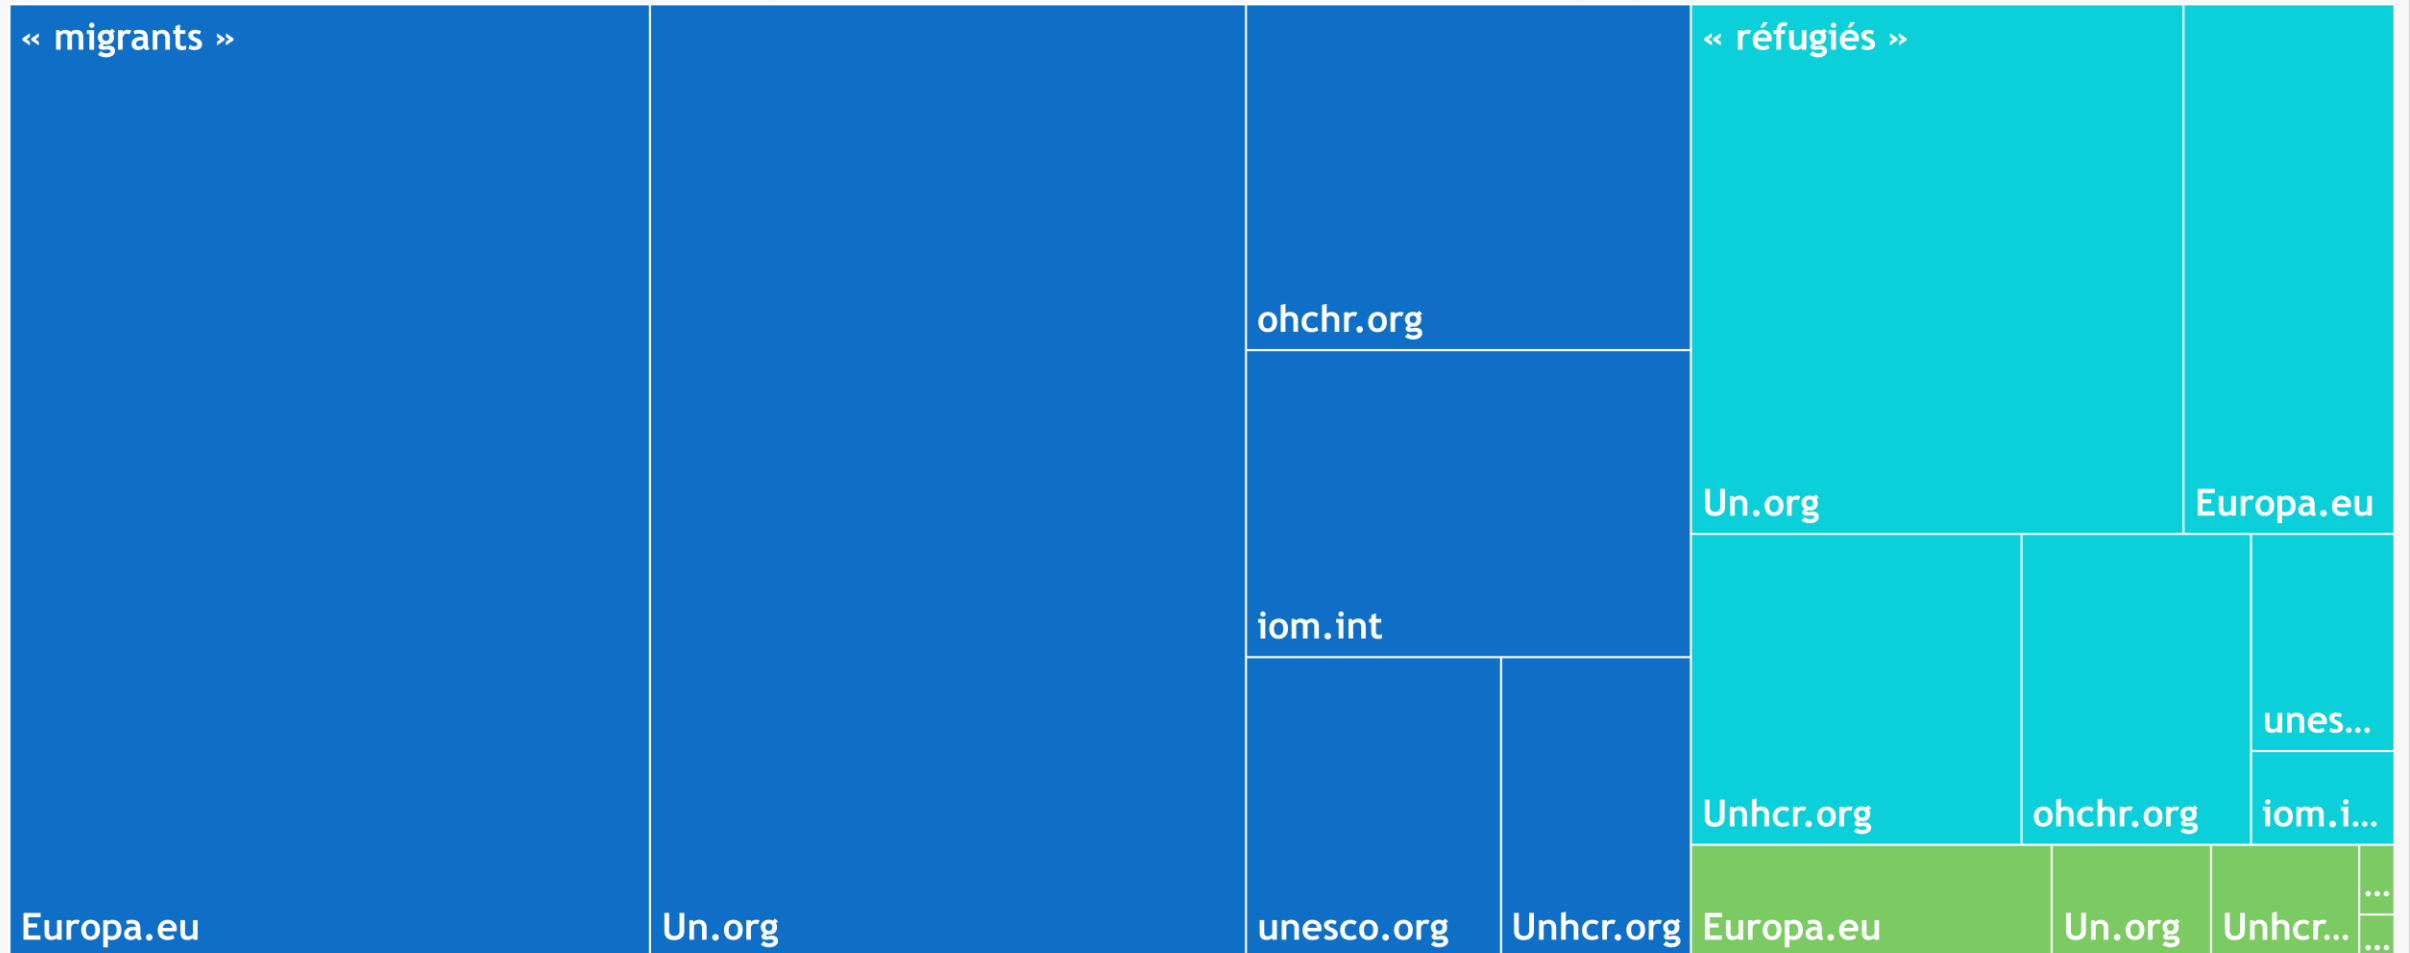 « migrants »
Europa.eu
Un.org
ohchr.org
iom.int
unesco.org
Unhcr.org
« réfugiés »
Un.org
Europa.eu
Unhcr.org
ohchr.org
unes...
iom.i...
Europa.eu
Un.org
Unhcr...
...
...